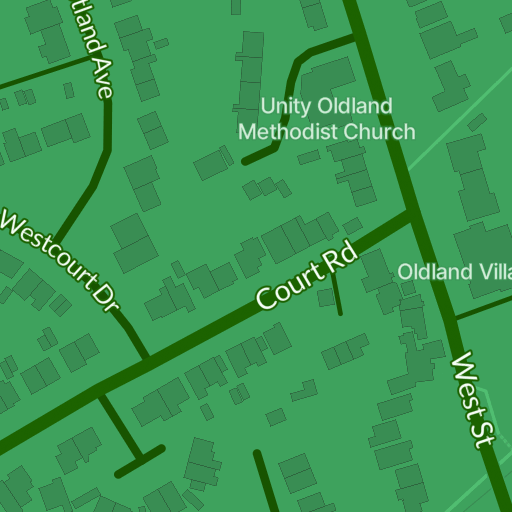 tland Ave
Unity Oldland
Methodist Church
Westcourt Dr
Court Rd
Oldland Villa
West St